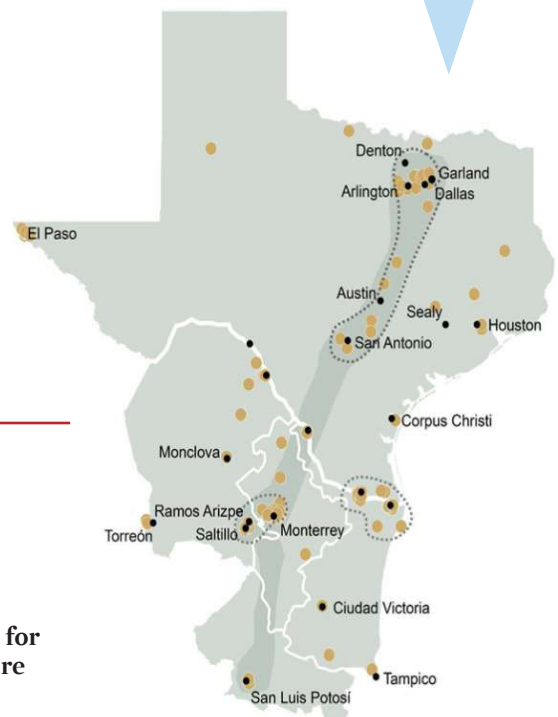 Denton
Garland
Arlington
Dallas
El Paso
Austin
Sealy
Houston
San Antonio
Corpus Christi
Monclova
Ramos Arizpe
Torreón
Saltillo
Monterrey
for
re
Ciudad Victoria
Tampico
San Luis Potosí